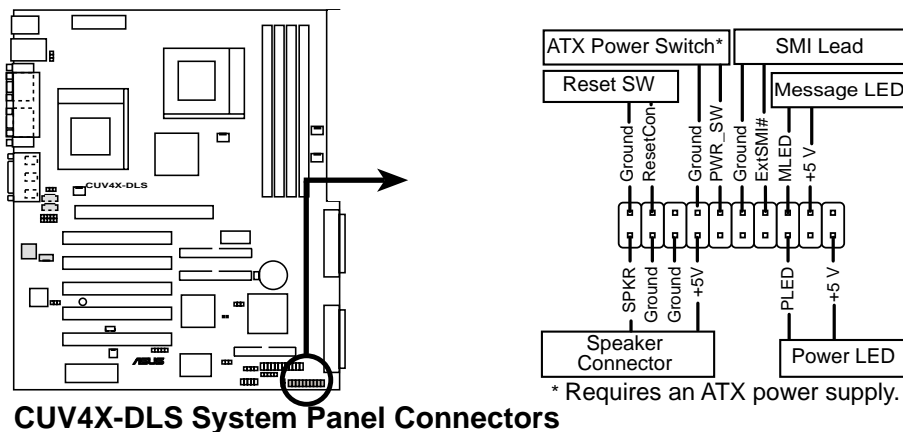 ATX Power Switch*
SMI Lead
Reset SW
Message LED
Ground
ResetCon
Ground
PWR_SW
Ground
ExtSMI#
MLED
+5 V
CUV4X-DLS
SPKR
Ground
Ground
+5V
PLED
+5 V
Speaker
Connector
Power LED
ASUS
* Requires an ATX power supply.
CUV4X-DLS System Panel Connectors